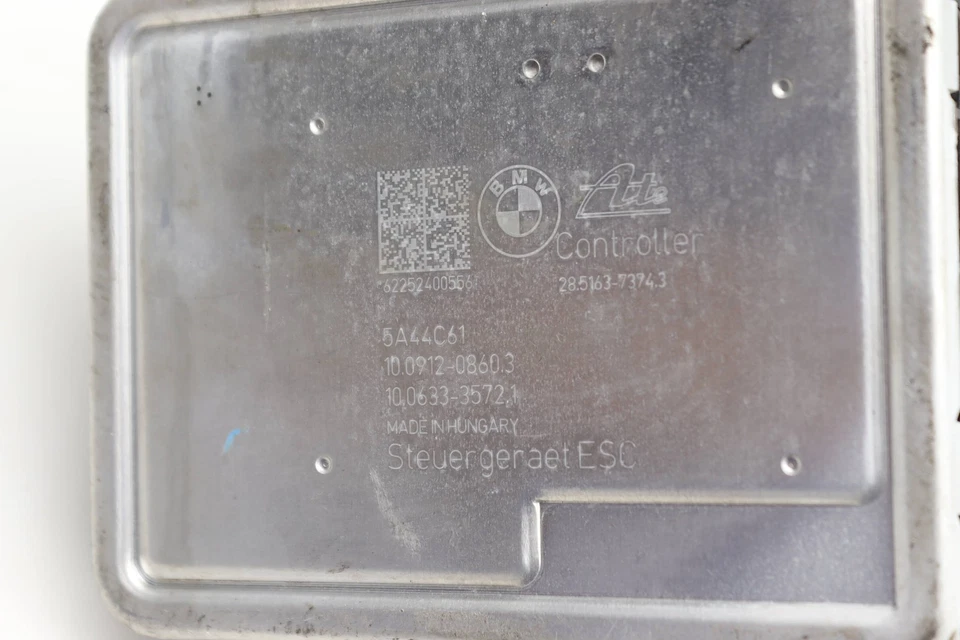 BMW
Ate
Controller
62252400556
28.5163-7374.3
5A44C61
10.0912-0860.3
10.0633-3572.1
MADE IN HUNGARY
Steuergeraet ESC